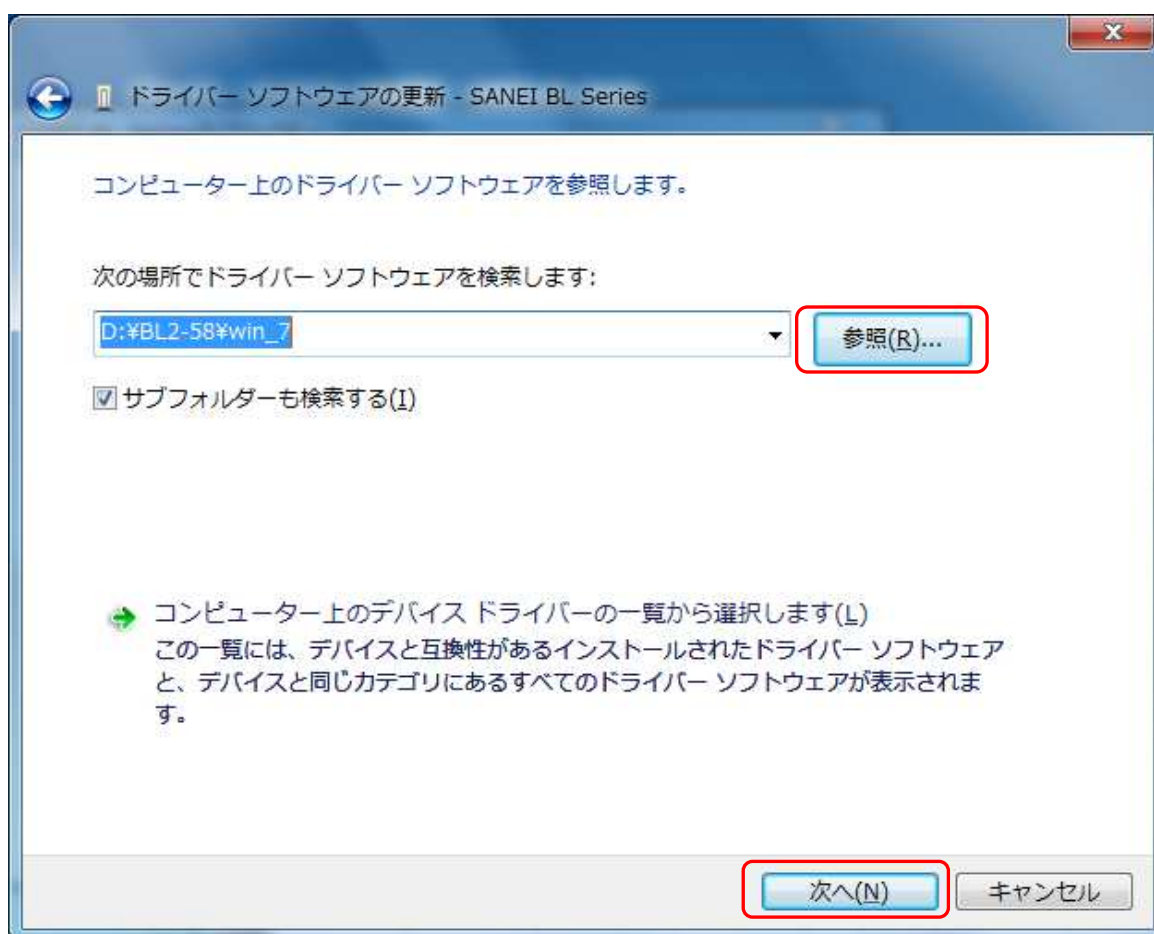 ドライバー ソフトウェアの更新 - SANEI BL Series
コンピューター上のドライバー ソフトウェアを参照します。
次の場所でドライバー ソフトウェアを検索します:
D:¥BL2-58¥win_7
参照(R)...
サブフォルダーも検索する(I)
コンピューター上のデバイス ドライバーの一覧から選択します(L)
この一覧には、デバイスと互換性があるインストールされたドライバー ソフトウェア
と、デバイスと同じカテゴリにあるすべてのドライバー ソフトウェアが表示されま
す。
次へ(N)
キャンセル